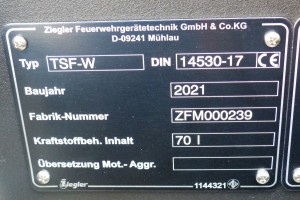 Ziegler Feuerwehrgerätetechnik GmbH & Co.KG
D-09241 Mühlau
Typ TSF-W DIN 14530-17 CE
Baujahr 2021
Fabrik-Nummer ZFM000239
Kraftstoffbeh. Inhalt 70 l
Übersetzung Mot.- Aggr.
Ziegler 1144321